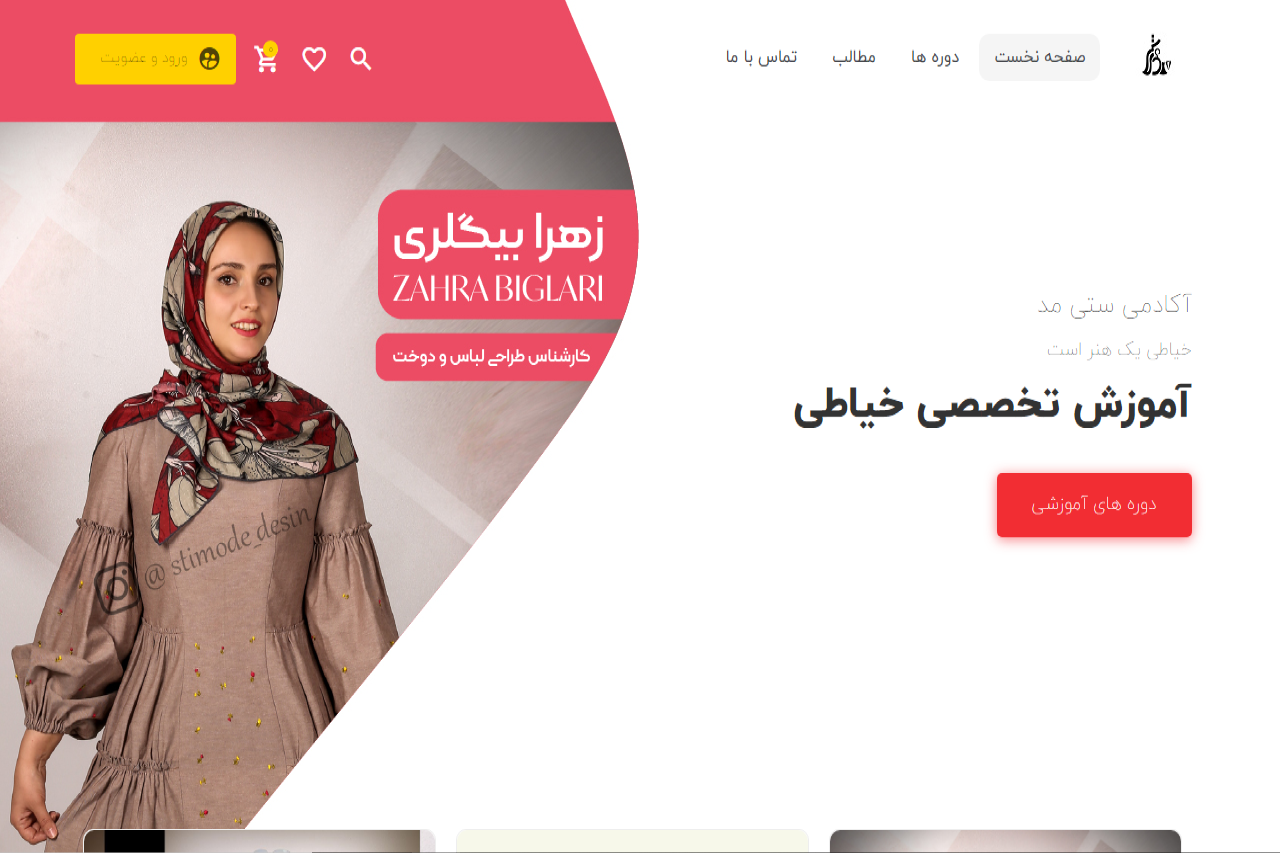 صفحه نخست
دوره ها
مطالب
تماس با ما
۰
ورود و عضویت
زهرا بیگلری
ZAHRA BIGLARI
کارشناس طراحی لباس و دوخت
آکادمی ستی مد
خیاطی یک هنر است
آموزش تخصصی خیاطی
دوره های آموزشی
@ stimode_desin